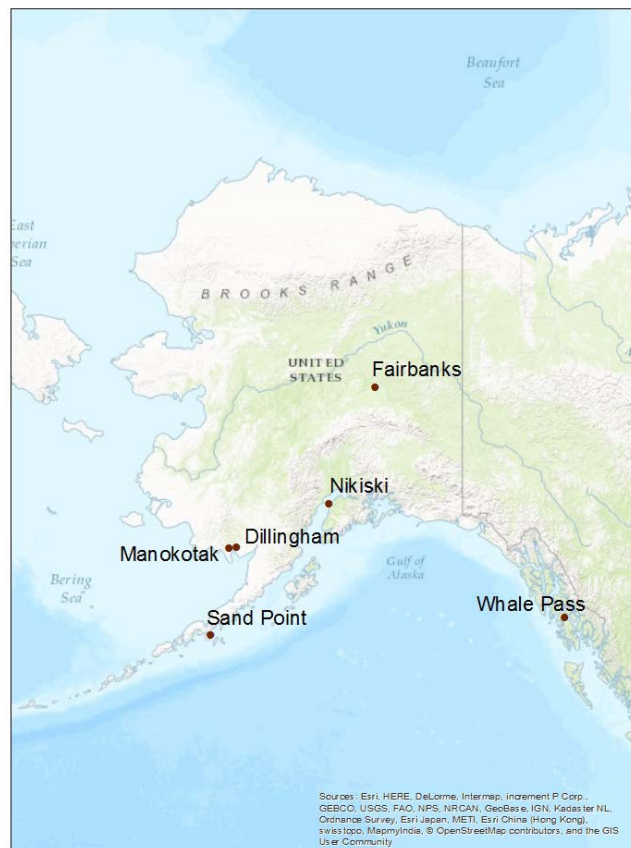 Beaufort
Sea
East
Sea
BROOKS RANGE
Yukon
UNITED
STATES
Fairbanks
Nikiski
Dillingham
Manokotak
Gulf of
Alaska
Bering
Sea
Whale Pass
Sand Point
Sources: Esri, HERE, DeLorme, Intermap, increment P Corp.,
GEBCO, USGS, FAO, NPS, NRCAN, GeoBase, IGN, Kadaster NL,
Ordnance Survey, Esri Japan, METI, Esri China (Hong Kong),
swisstopo, MapmyIndia, © OpenStreetMap contributors, and the GIS
User Community